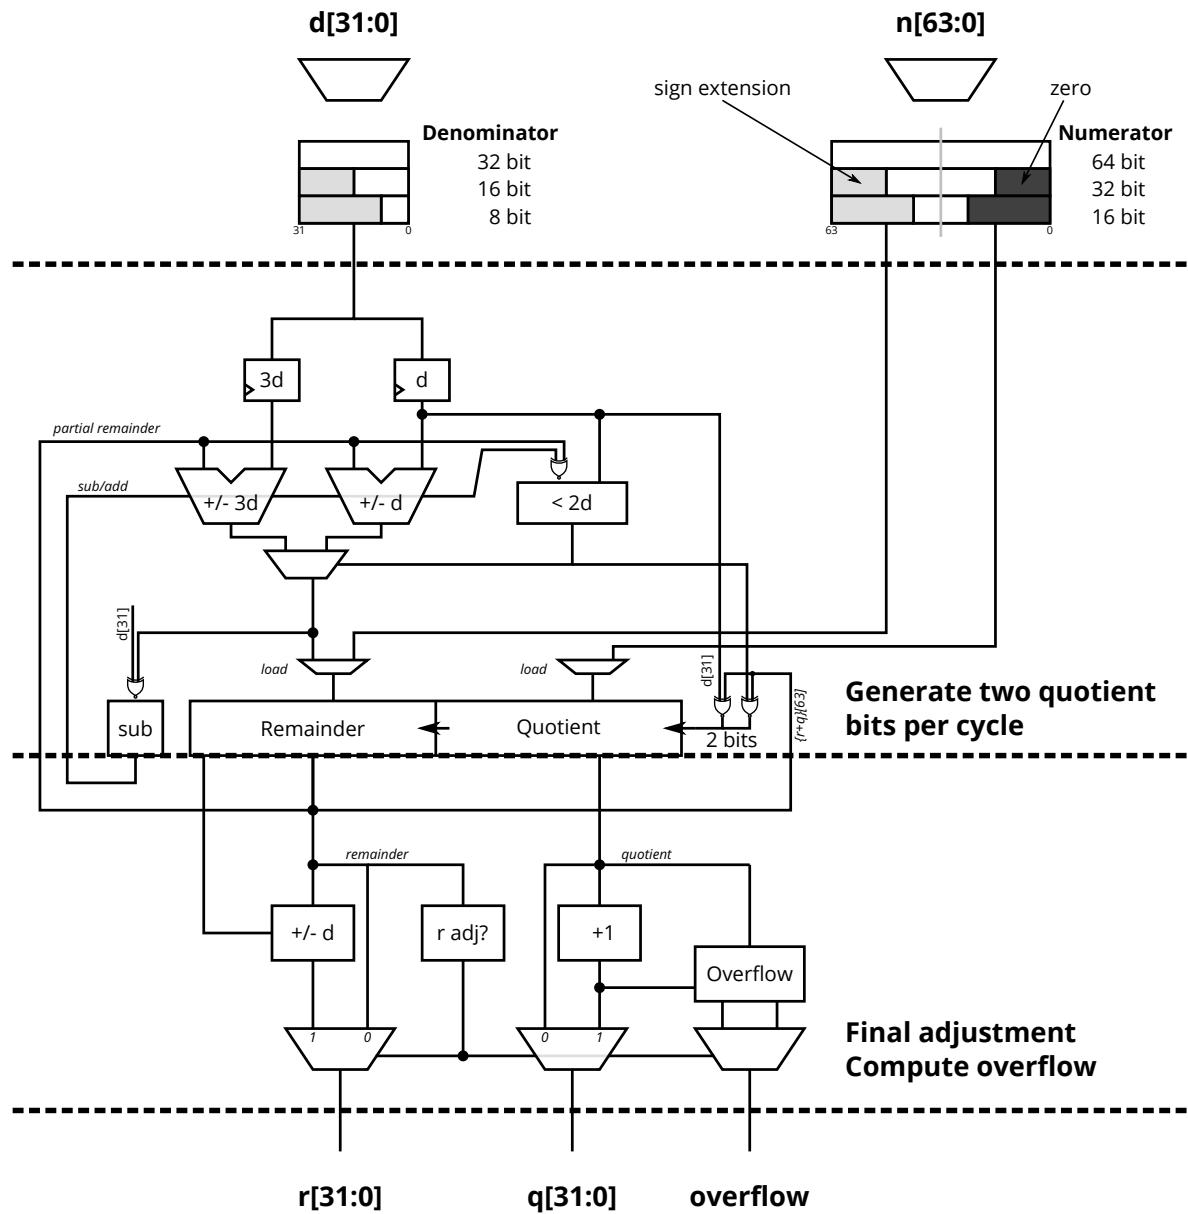 d[31:0]
n[63:0]
sign extension
zero
Denominator
32 bit
16 bit
8 bit
31
0
Numerator
64 bit
32 bit
16 bit
63
0
3d
d
partial remainder
sub/add
+/- 3d
+/- d
< 2d
d[31]
load
load
d[31]
{r+q}[63]
sub
Remainder
Quotient
2 bits
Generate two quotient
bits per cycle
remainder
quotient
+/- d
r adj?
+1
Overflow
1
0
0
1
Final adjustment
Compute overflow
r[31:0]
q[31:0]
overflow